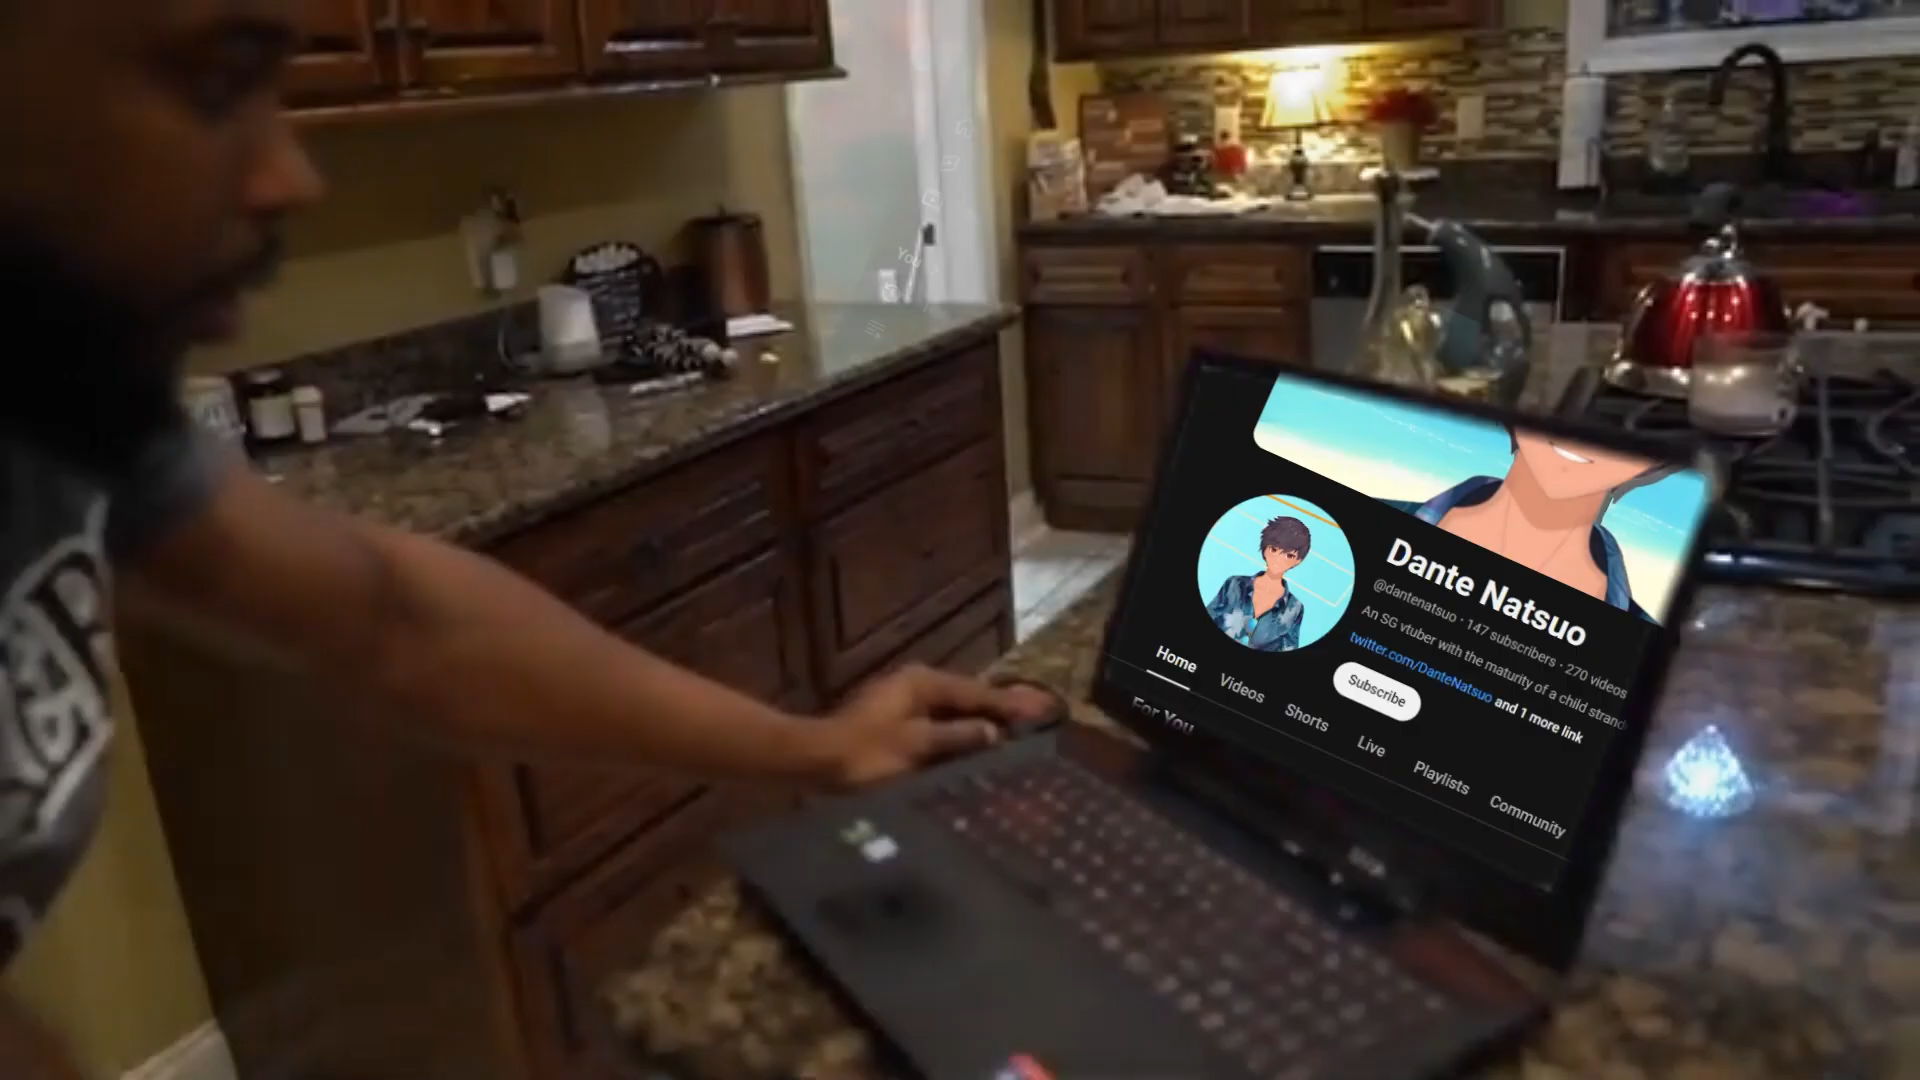 Dante Natsuo
@dantenatsuo · 147 subscribers · 270 videos
An SG vtuber with the maturity of a child
twitter.com/DanteNatsuo and 1 more link
Subscribe
Home Videos Shorts Live Playlists Community
For You